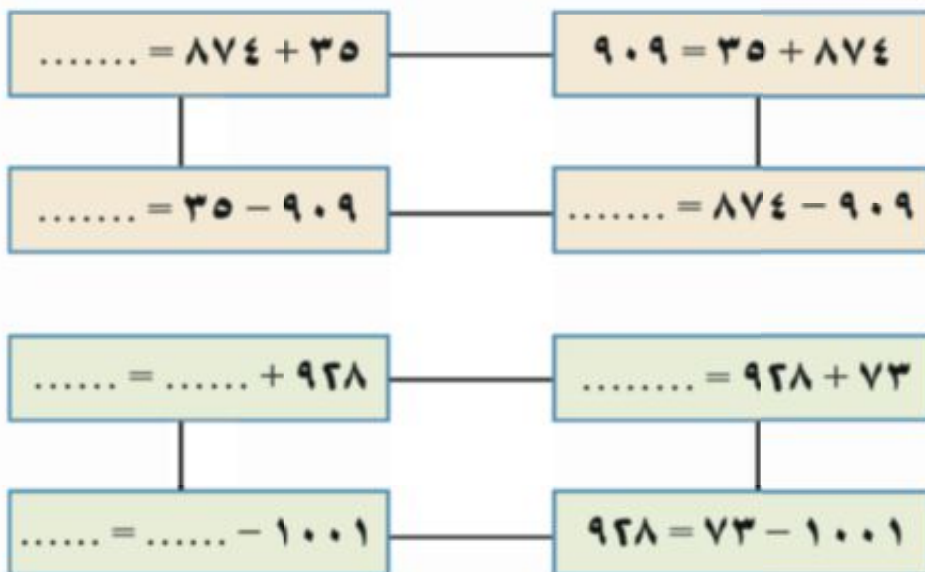 ٨٧٤ + ٣٥ = ٩٠٩
٣٥ + ٨٧٤ = .......
٩٠٩ − ٨٧٤ = .......
٩٠٩ − ٣٥ = .......
٧٣ + ٩٢٨ = ........
٩٢٨ + ...... = ......
١٠٠١ − ٧٣ = ٩٢٨
١٠٠١ − ...... = ......